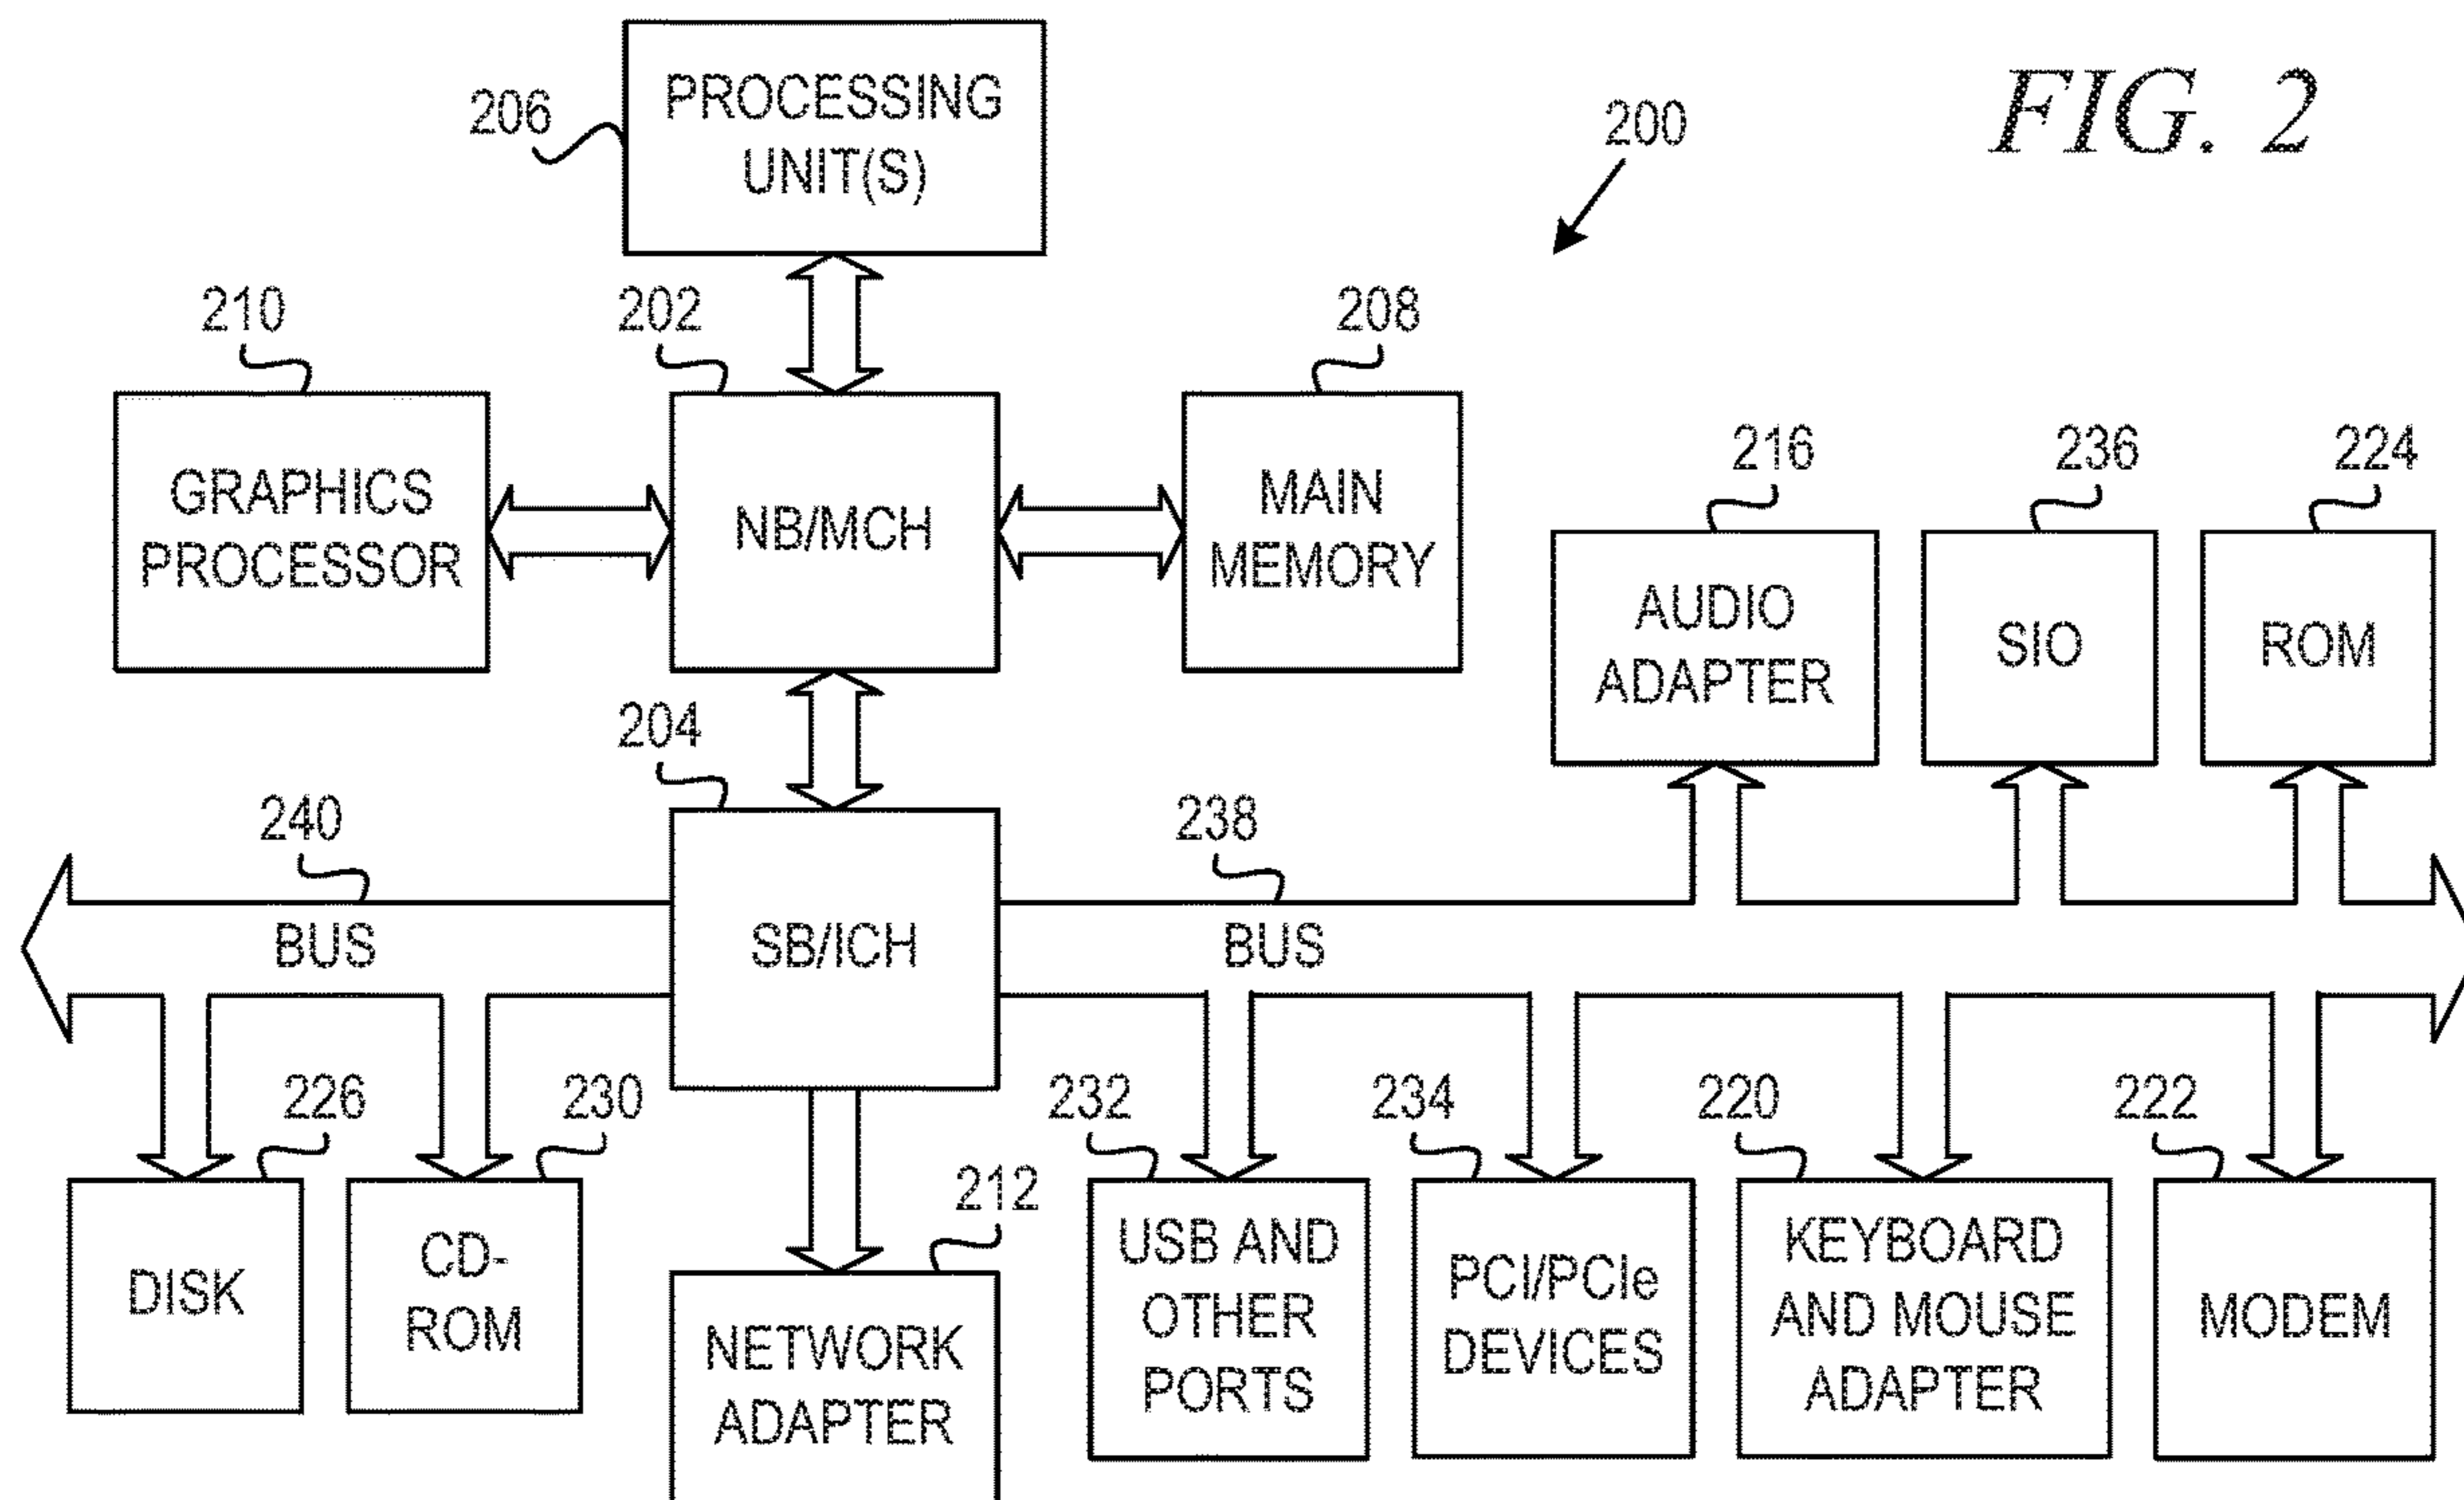 FIG. 2
200
206
PROCESSING
UNIT(S)
210
GRAPHICS
PROCESSOR
202
NB/MCH
208
MAIN
MEMORY
216
AUDIO
ADAPTER
236
SIO
224
ROM
204
SB/ICH
240
BUS
238
BUS
226
DISK
230
CD-
ROM
212
NETWORK
ADAPTER
232
USB AND
OTHER
PORTS
234
PCI/PCIe
DEVICES
220
KEYBOARD
AND MOUSE
ADAPTER
222
MODEM